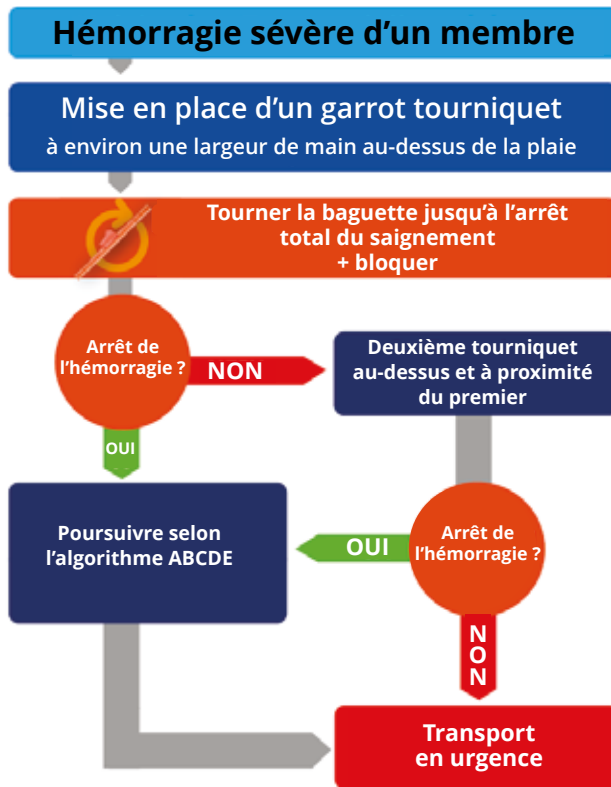 Hémorragie sévère d'un membre
Mise en place d'un garrot tourniquet
à environ une largeur de main au-dessus de la plaie
Tourner la baguette jusqu'à l'arrêt
total du saignement
+ bloquer
Arrêt de
l'hémorragie ?
NON
Deuxième tourniquet
au-dessus et à proximité
du premier
OUI
Poursuivre selon
l'algorithme ABCDE
OUI
Arrêt de
l'hémorragie ?
N
O
N
Transport
en urgence